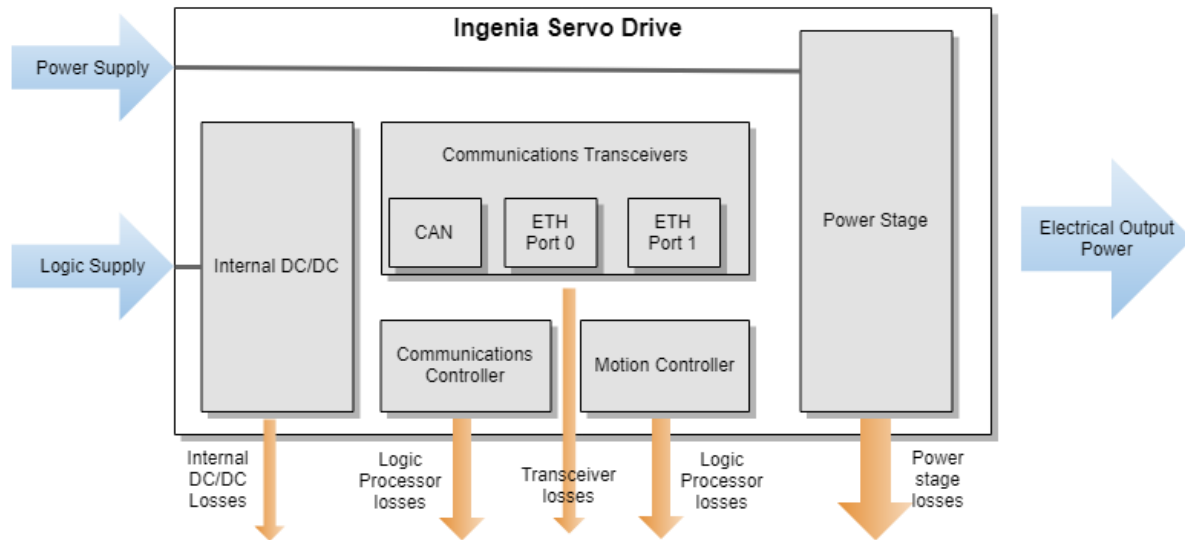 Ingenia Servo Drive
Power Supply
Communications Transceivers
CAN
ETH
Port 0
ETH
Port 1
Power Stage
Electrical Output
Power
Logic Supply
Internal DC/DC
Communications
Controller
Motion Controller
Internal
DC/DC
Losses
Logic
Processor
losses
Transceiver
losses
Logic
Processor
losses
Power
stage
losses